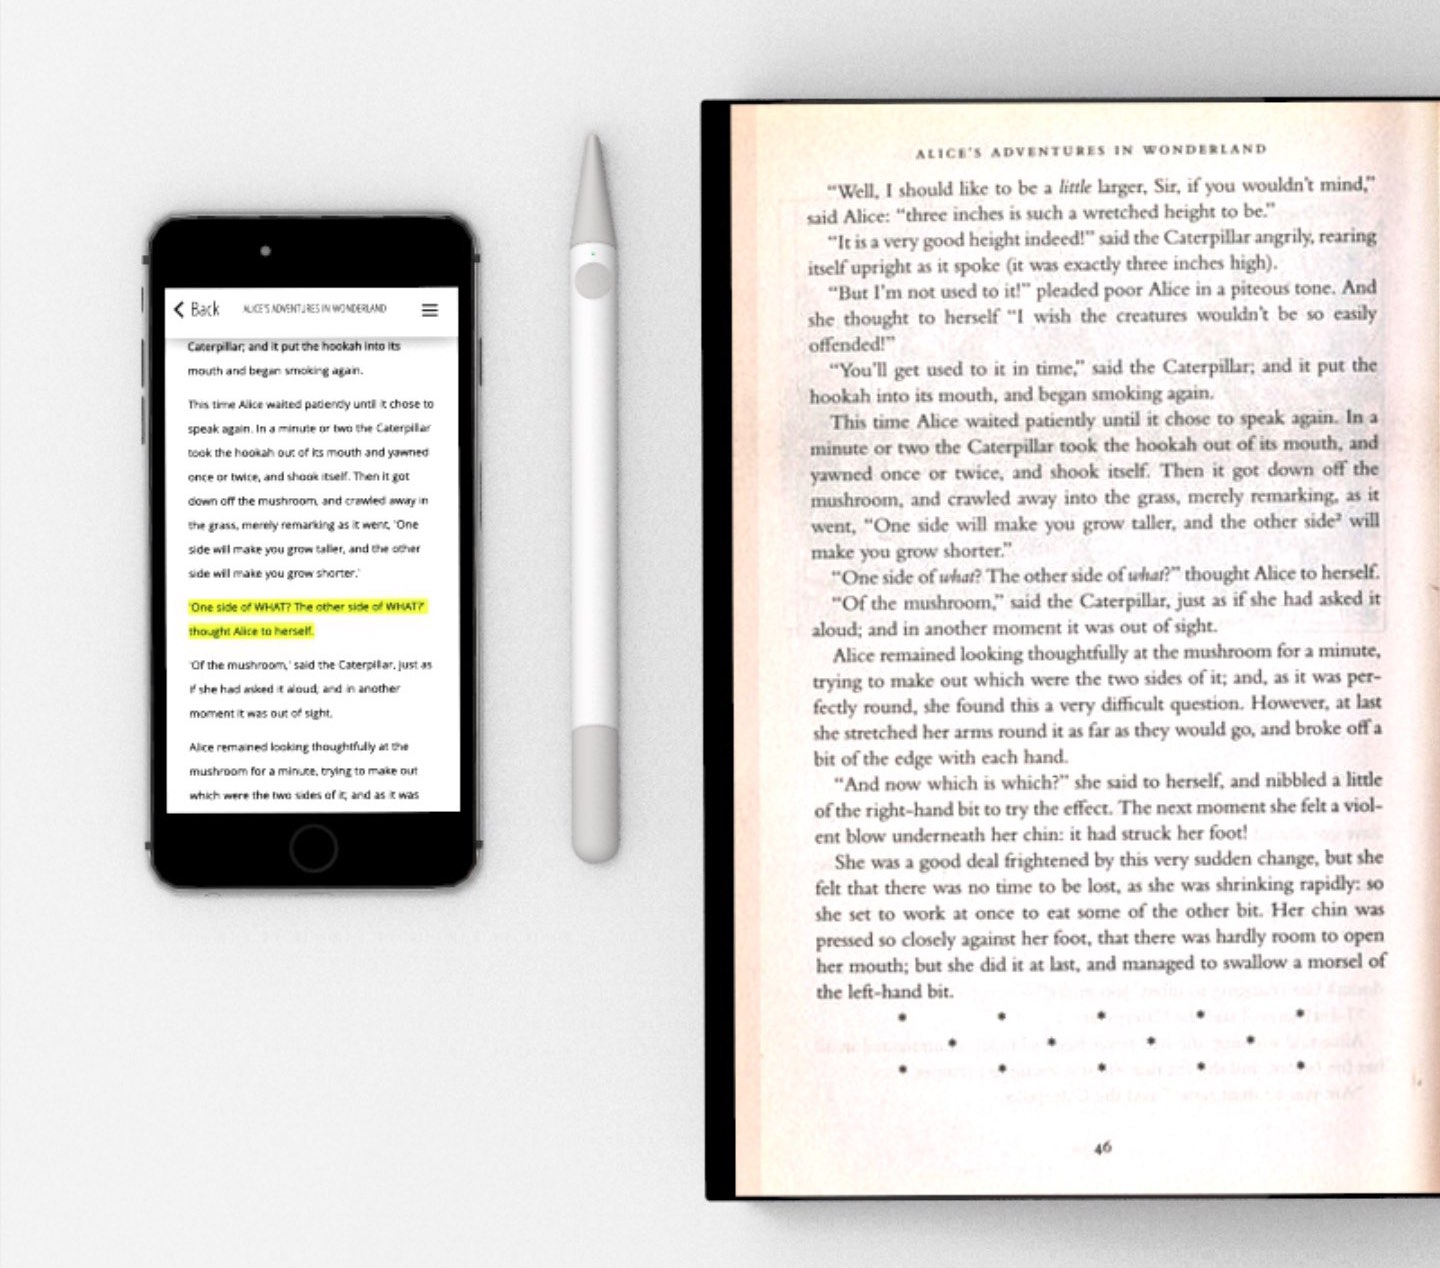 Back
ALICE'S ADVENTURES IN WONDERLAND
Caterpillar; and it put the hookah into its
mouth and began smoking again.
This time Alice waited patiently until it chose to
speak again. In a minute or two the Caterpillar
took the hookah out of its mouth and yawned
once or twice, and shook itself. Then it got
down off the mushroom, and crawled away in
the grass, merely remarking as it went, 'One
side will make you grow taller, and the other
side will make you grow shorter.'
'One side of WHAT? The other side of WHAT?'
thought Alice to herself.
'Of the mushroom,' said the Caterpillar, just as
if she had asked it aloud; and in another
moment it was out of sight.
Alice remained looking thoughtfully at the
mushroom for a minute, trying to make out
which were the two sides of it; and as it was
ALICE'S ADVENTURES IN WONDERLAND
“Well, I should like to be a little larger, Sir, if you wouldn't mind,”
said Alice: “three inches is such a wretched height to be.”
“It is a very good height indeed!” said the Caterpillar angrily, rearing
itself upright as it spoke (it was exactly three inches high).
“But I'm not used to it!” pleaded poor Alice in a piteous tone. And
she thought to herself “I wish the creatures wouldn't be so easily
offended!”
“You'll get used to it in time,” said the Caterpillar; and it put the
hookah into its mouth, and began smoking again.
This time Alice waited patiently until it chose to speak again. In a
minute or two the Caterpillar took the hookah out of its mouth, and
yawned once or twice, and shook itself. Then it got down off the
mushroom, and crawled away into the grass, merely remarking, as it
went, “One side will make you grow taller, and the other side² will
make you grow shorter.”
“One side of what? The other side of what?” thought Alice to herself.
“Of the mushroom,” said the Caterpillar, just as if she had asked it
aloud; and in another moment it was out of sight.
Alice remained looking thoughtfully at the mushroom for a minute,
trying to make out which were the two sides of it; and, as it was per-
fectly round, she found this a very difficult question. However, at last
she stretched her arms round it as far as they would go, and broke off a
bit of the edge with each hand.
“And now which is which?” she said to herself, and nibbled a little
of the right-hand bit to try the effect. The next moment she felt a viol-
ent blow underneath her chin: it had struck her foot!
She was a good deal frightened by this very sudden change, but she
felt that there was no time to be lost, as she was shrinking rapidly: so
she set to work at once to eat some of the other bit. Her chin was
pressed so closely against her foot, that there was hardly room to open
her mouth; but she did it at last, and managed to swallow a morsel of
the left-hand bit.
* * * * *
* * * *
* * * * *
46